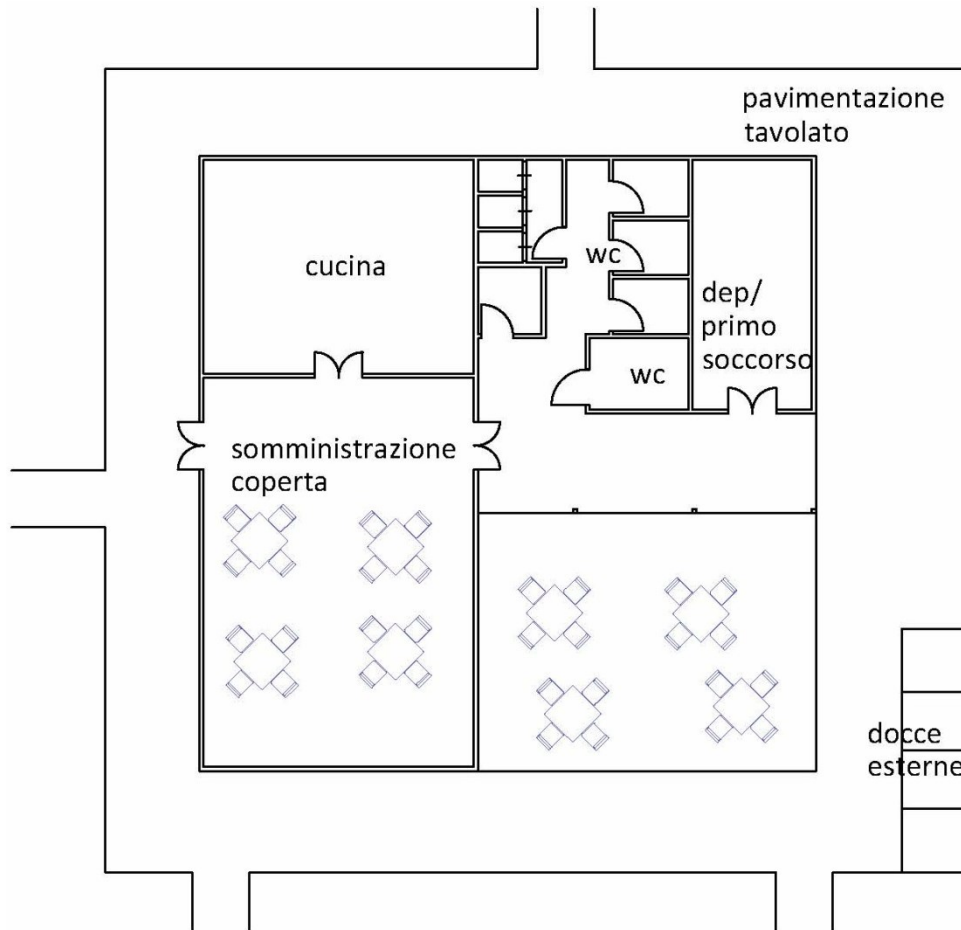 pavimentazione
tavolato
cucina
wc
dep/
primo
soccorso
wc
somministrazione
coperta
docce
esterne